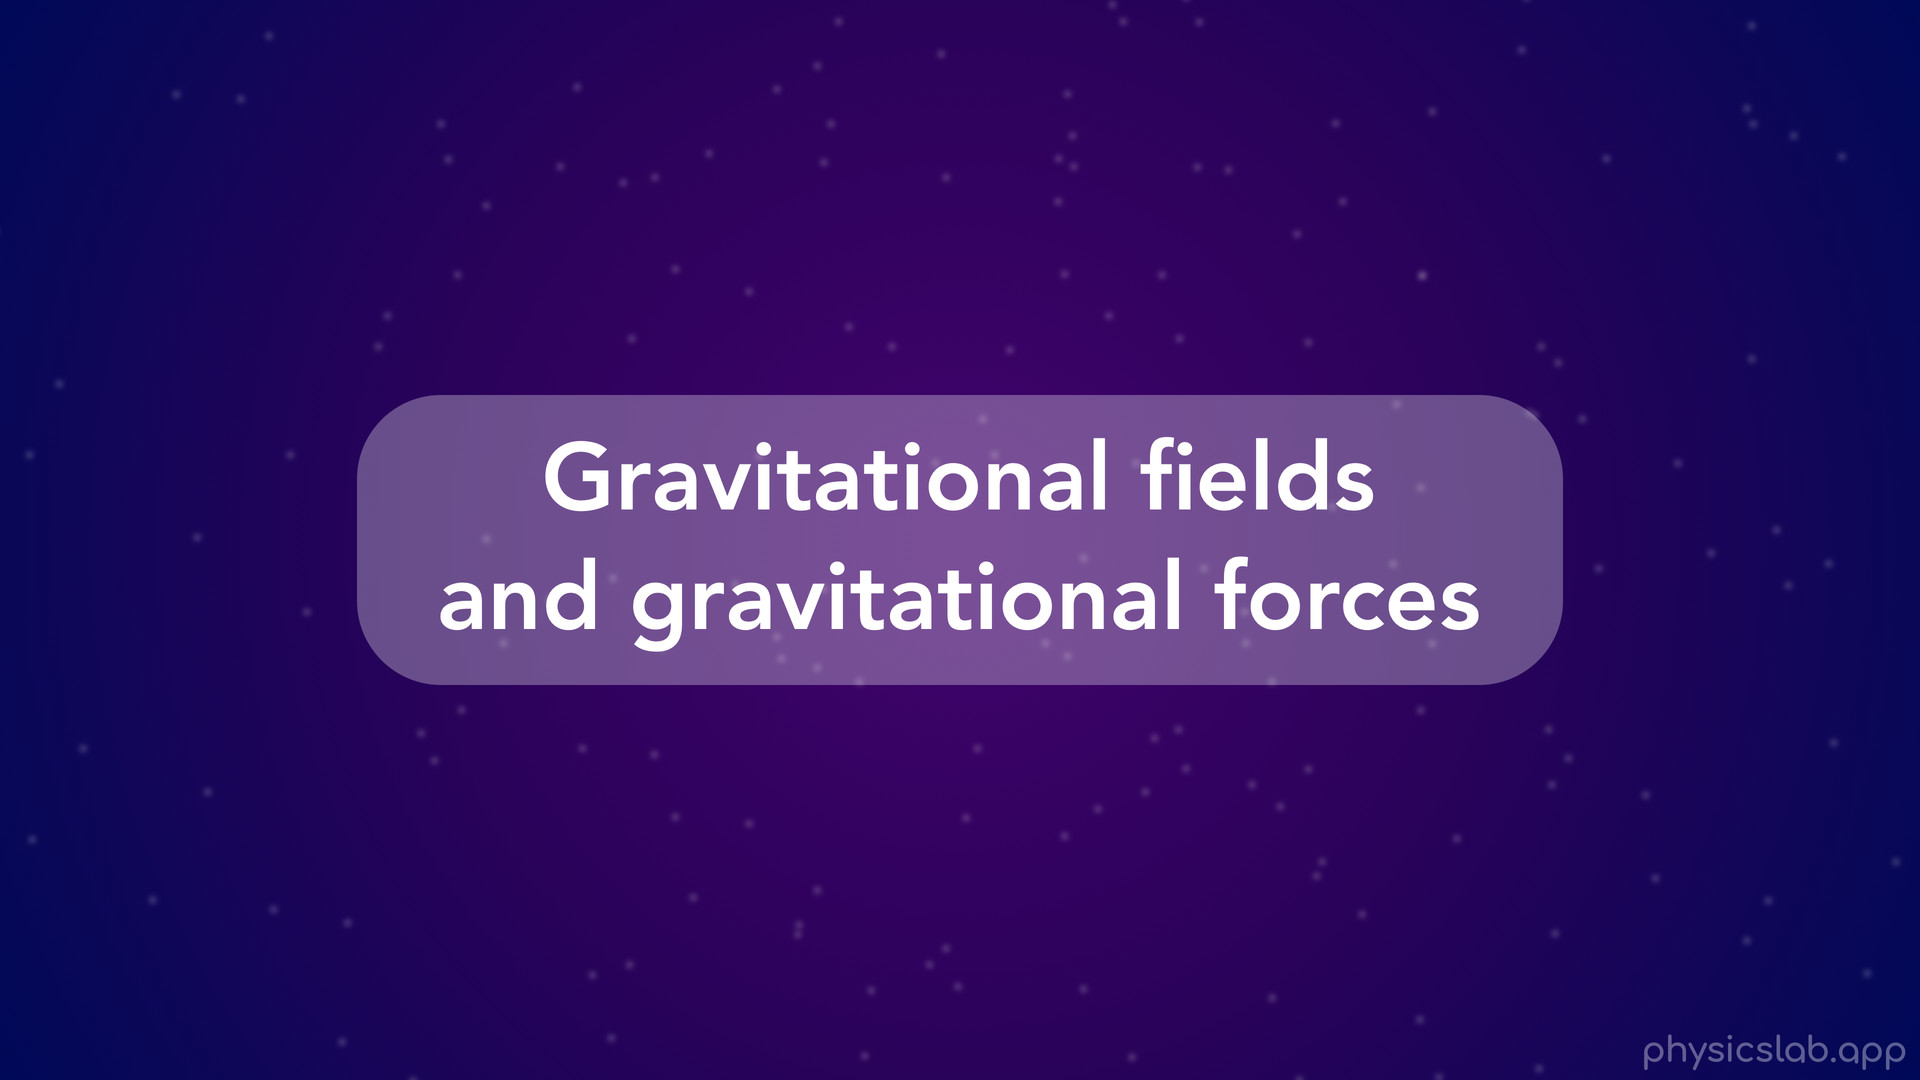 Gravitational fields
and gravitational forces
physicslab.app